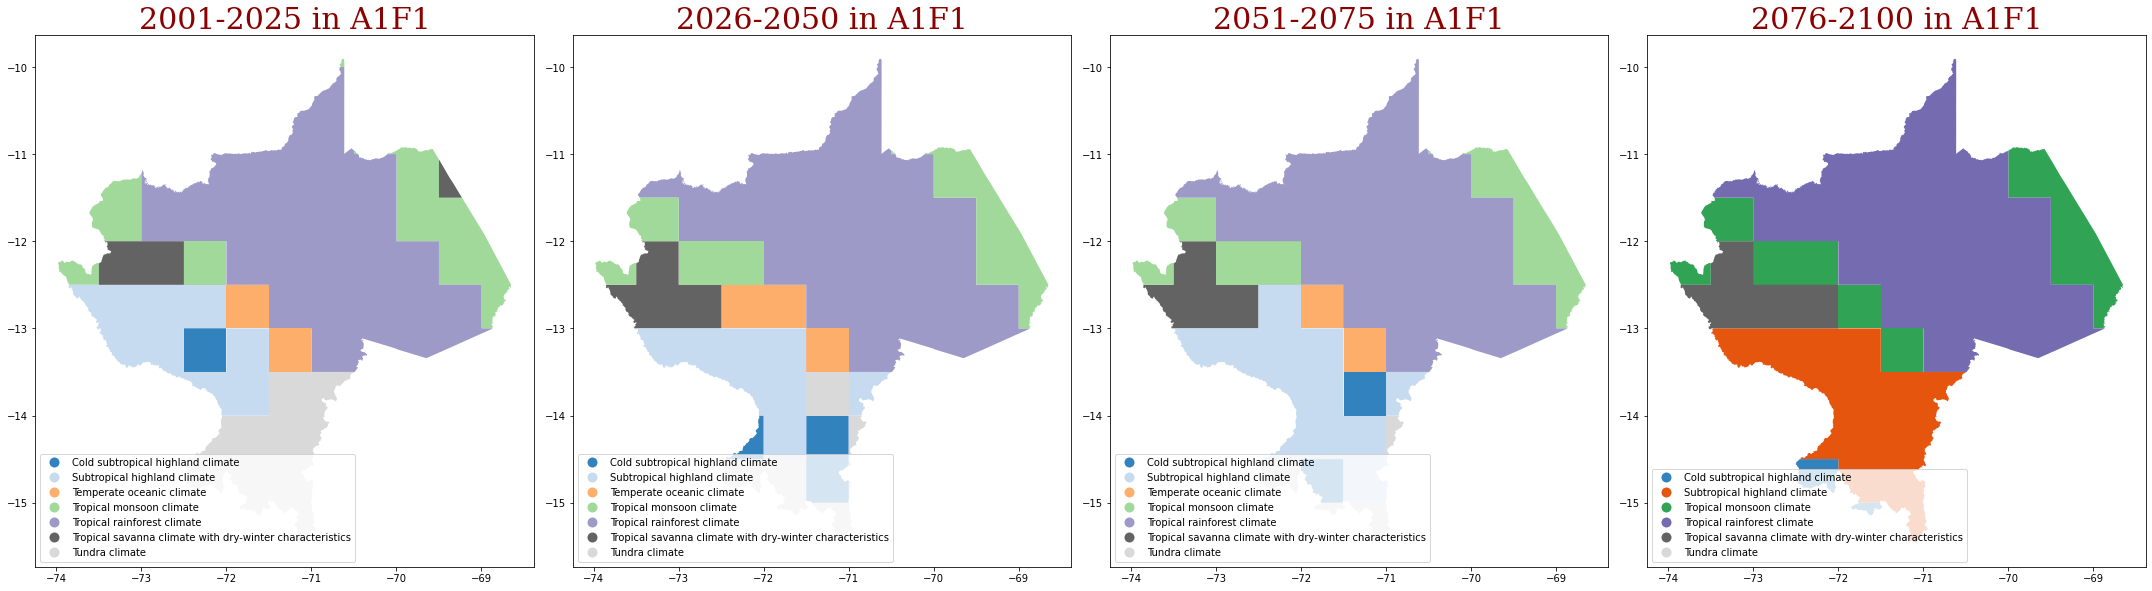 2001-2025 in A1F1
−10
−11
−12
−13
−14
−15
Cold subtropical highland climate
Subtropical highland climate
Temperate oceanic climate
Tropical monsoon climate
Tropical rainforest climate
Tropical savanna climate with dry-winter characteristics
Tundra climate
−74 −73 −72 −71 −70 −69
2026-2050 in A1F1
−10
−11
−12
−13
−14
−15
Cold subtropical highland climate
Subtropical highland climate
Temperate oceanic climate
Tropical monsoon climate
Tropical rainforest climate
Tropical savanna climate with dry-winter characteristics
Tundra climate
−74 −73 −72 −71 −70 −69
2051-2075 in A1F1
−10
−11
−12
−13
−14
−15
Cold subtropical highland climate
Subtropical highland climate
Temperate oceanic climate
Tropical monsoon climate
Tropical rainforest climate
Tropical savanna climate with dry-winter characteristics
Tundra climate
−74 −73 −72 −71 −70 −69
2076-2100 in A1F1
−10
−11
−12
−13
−14
−15
Cold subtropical highland climate
Subtropical highland climate
Tropical monsoon climate
Tropical rainforest climate
Tropical savanna climate with dry-winter characteristics
Tundra climate
−74 −73 −72 −71 −70 −69